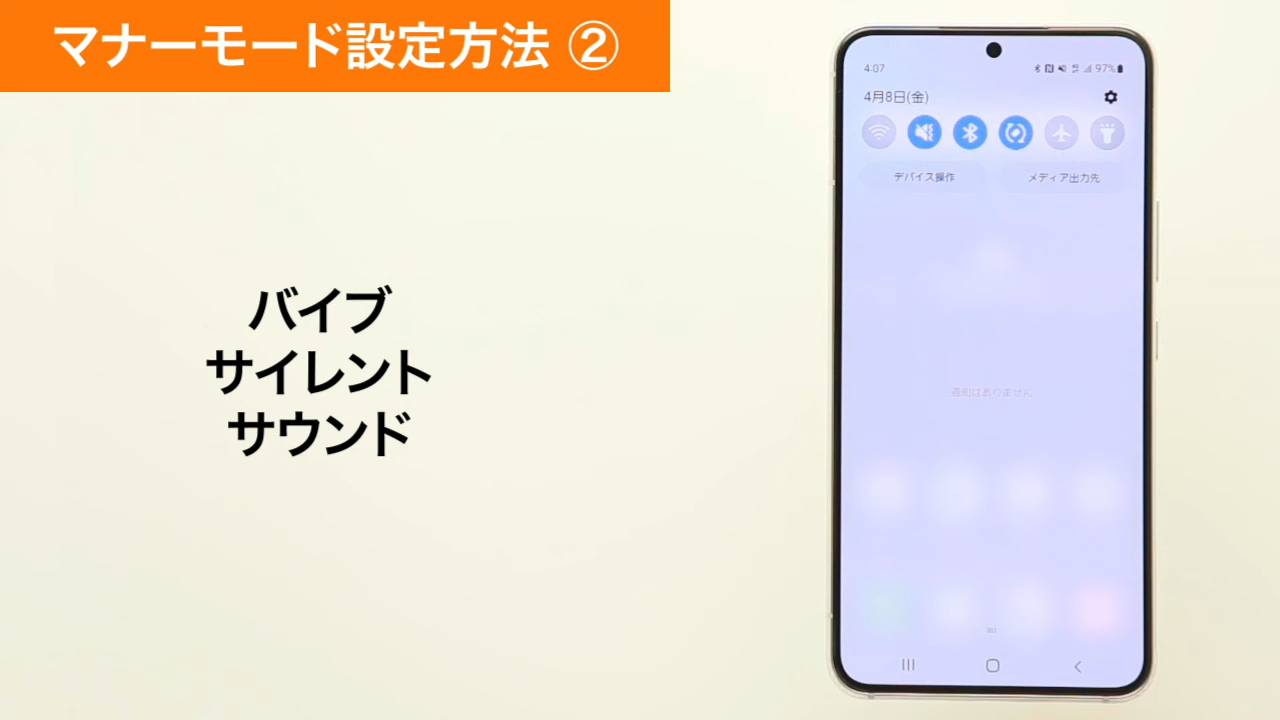 マナーモード設定方法 ②
バイブ
サイレント
サウンド
4:07
97%
4月8日(金)
デバイス操作
メディア出力先
通知はありません